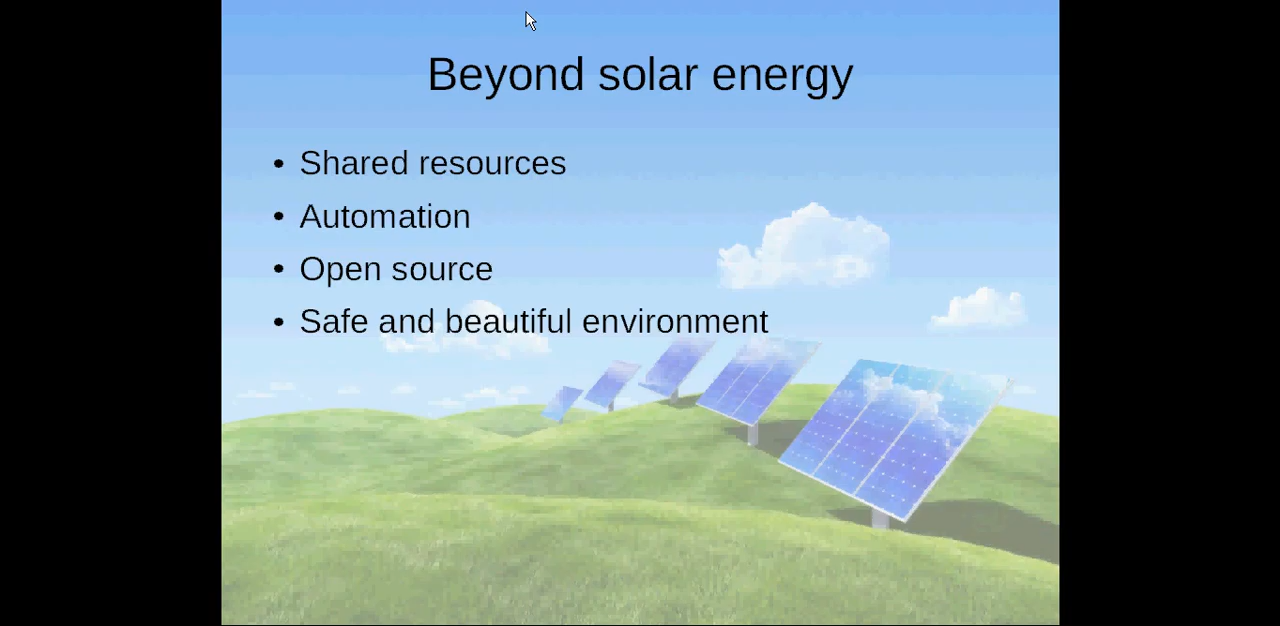 Beyond solar energy
• Shared resources
• Automation
• Open source
• Safe and beautiful environment